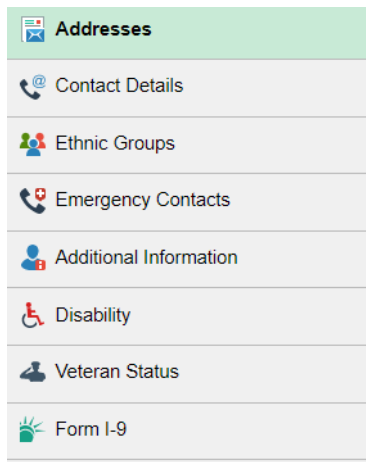 Addresses
Contact Details
Ethnic Groups
Emergency Contacts
Additional Information
Disability
Veteran Status
Form I-9